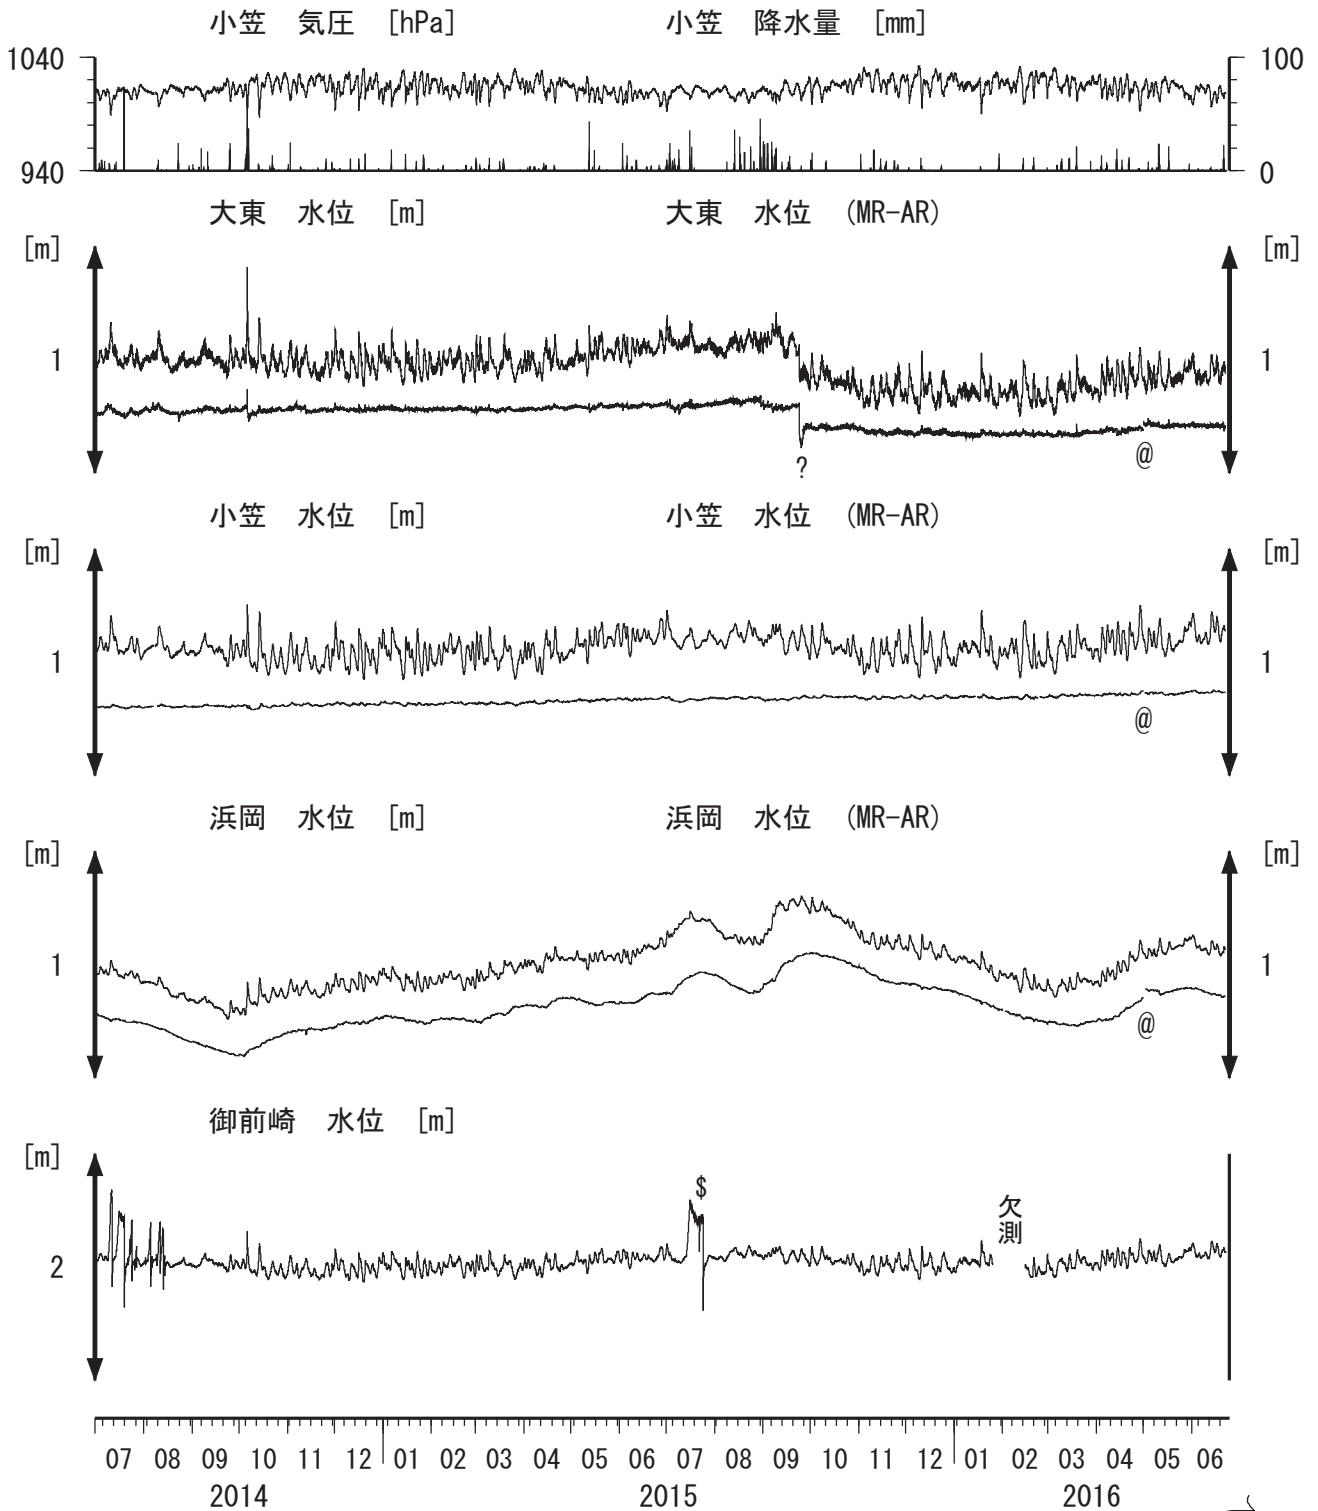 小笠 気圧 [hPa] 小笠 降水量 [mm]
1040 100
940 0
大東 水位 [m] 大東 水位 (MR-AR)
[m] [m]
1 1
? @
小笠 水位 [m] 小笠 水位 (MR-AR)
[m] [m]
1 1
@
浜岡 水位 [m] 浜岡 水位 (MR-AR)
[m] [m]
1 1
@
御前崎 水位 [m]
[m]
$
欠測
2
07 08 09 10 11 12 01 02 03 04 05 06 07 08 09 10 11 12 01 02 03 04 05 06
2014 2015 2016